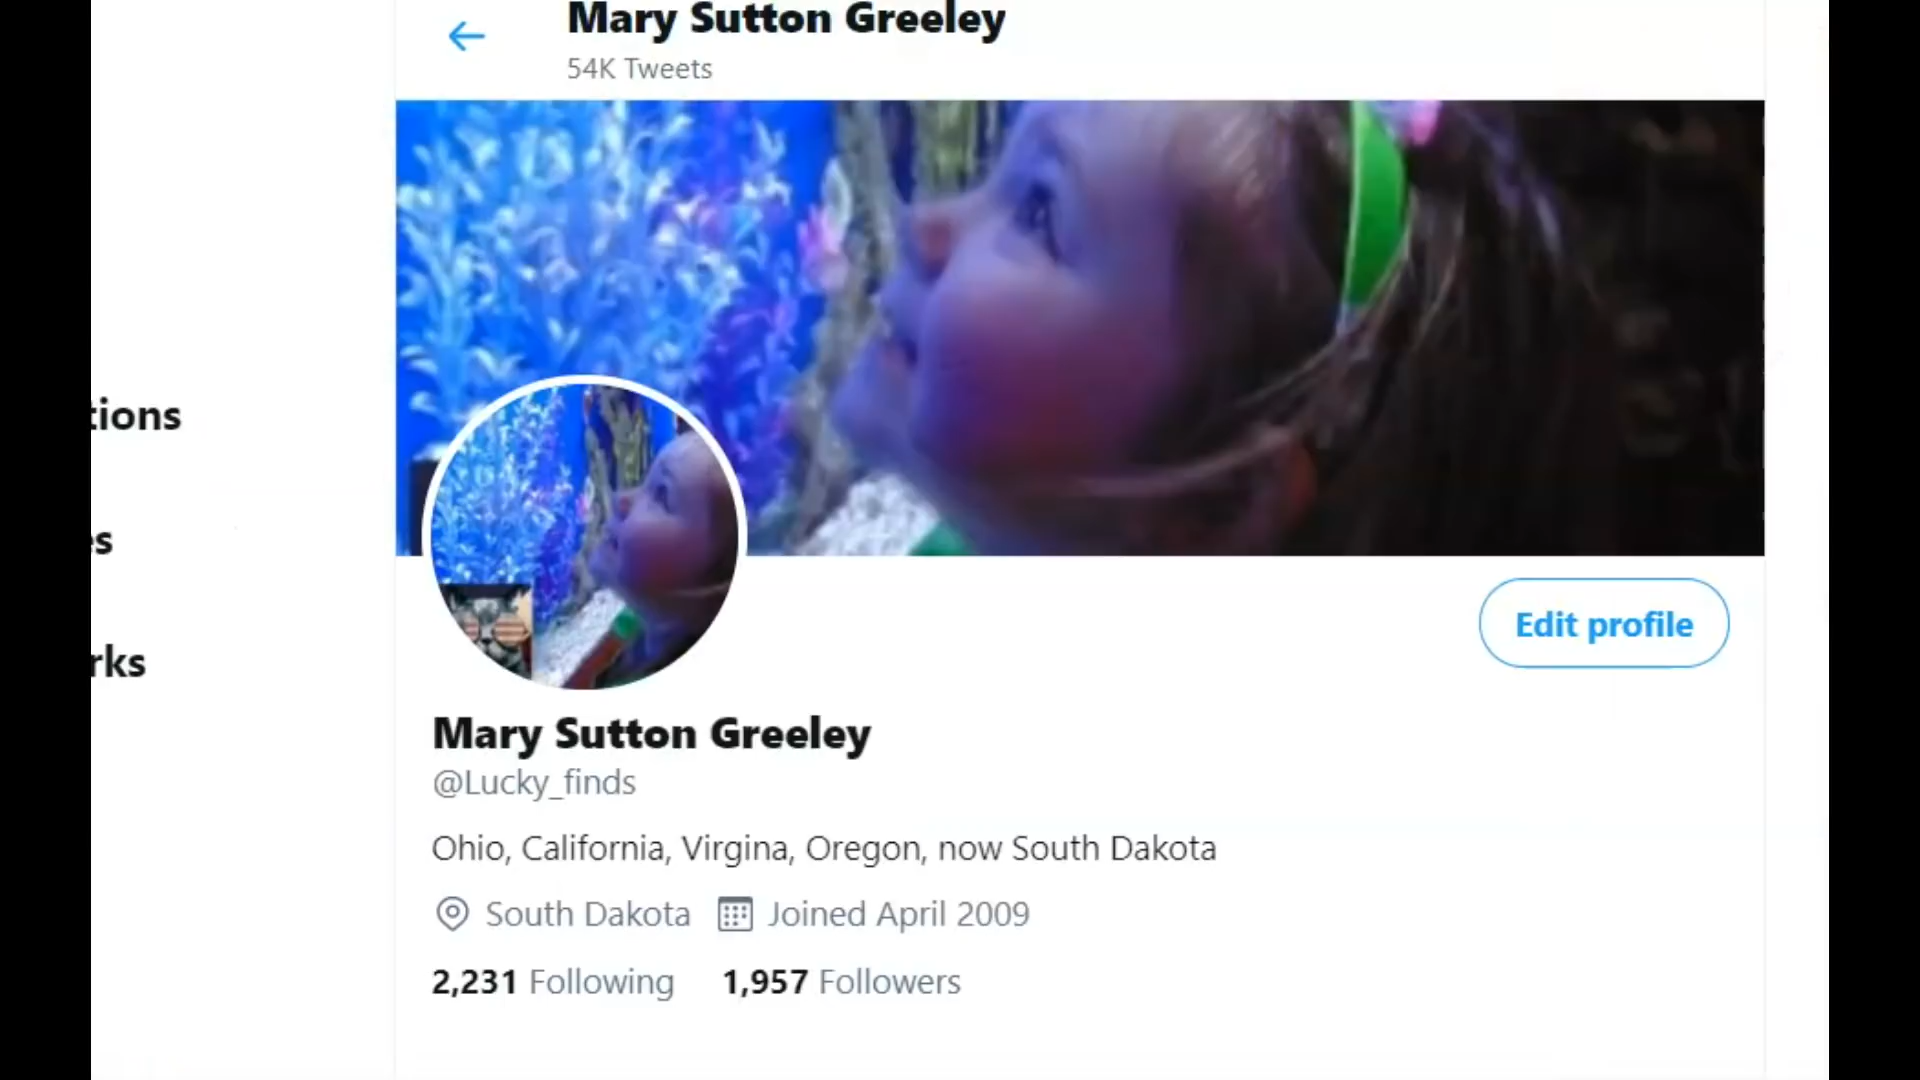 Mary Sutton Greeley
54K Tweets
tions
es
rks
Edit profile
Mary Sutton Greeley
@Lucky_finds
Ohio, California, Virgina, Oregon, now South Dakota
South Dakota Joined April 2009
2,231 Following 1,957 Followers